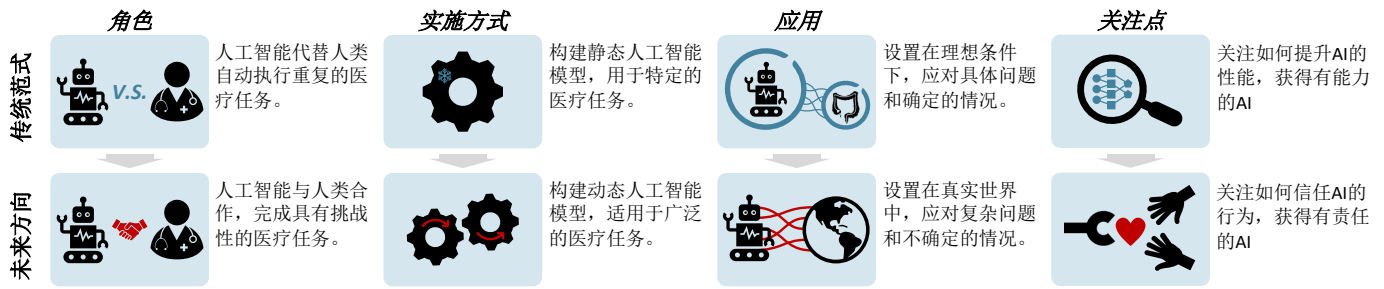 角色
实施方式
应用
关注点
传统范式
V.S.
人工智能代替人类
自动执行重复的医
疗任务。
构建静态人工智能
模型，用于特定的
医疗任务。
设置在理想条件
下，应对具体问题
和确定的情况。
关注如何提升AI的
性能，获得有能力
的AI
未来方向
人工智能与人类合
作，完成具有挑战
性的医疗任务。
构建动态人工智能
模型，适用于广泛
的医疗任务。
设置在真实世界
中，应对复杂问题
和不确定的情况。
关注如何信任AI的
行为，获得有责任
的AI